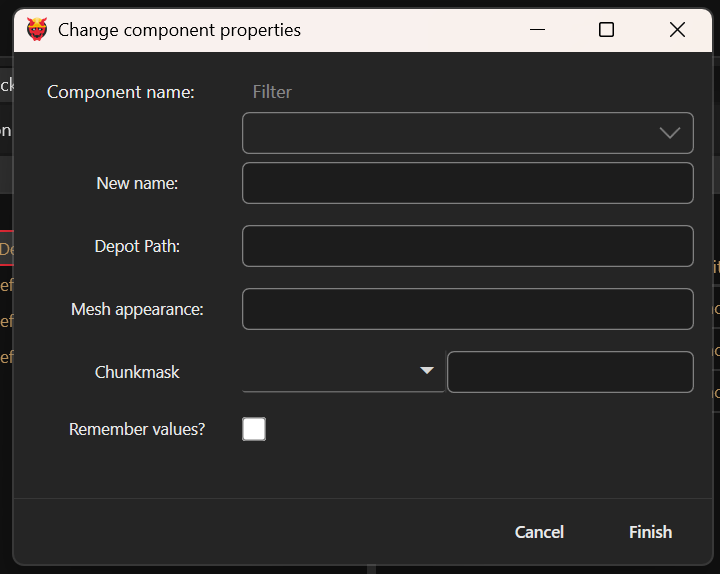 Change component properties
Component name:
Filter
New name:
Depot Path:
Mesh appearance:
Chunkmask
Remember values?
Cancel
Finish